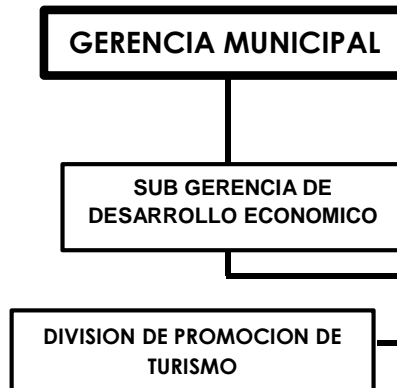 GERENCIA MUNICIPAL
SUB GERENCIA DE
DESARROLLO ECONOMICO
DIVISION DE PROMOCION DE
TURISMO